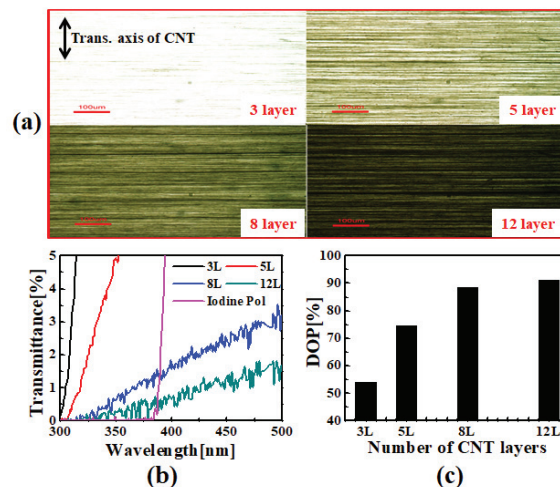 (a)
Trans. axis of CNT
100um
3 layer
100um
5 layer
100um
8 layer
100um
12 layer
Transmittance[%]
5
4
3
2
1
0
3L 5L
8L 12L
Iodine Pol
300 350 400 450 500
Wavelength[nm]
(b)
DOP[%]
100
90
80
70
60
50
40
3L 5L 8L 12L
Number of CNT layers
(c)